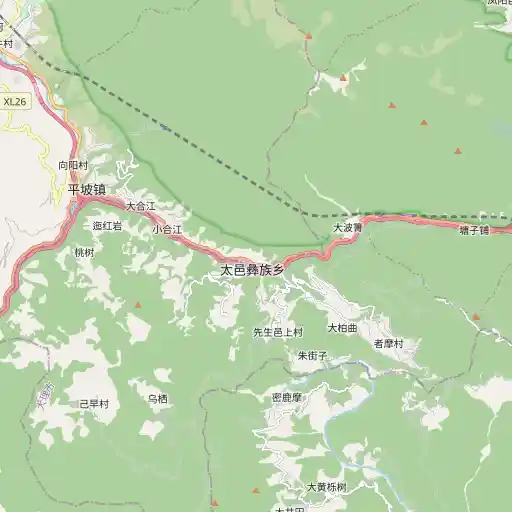 XL26
向阳村
平坡镇
大合江
逦红岩
小合江
大波箐
塘子铺
桃树
太邑彝族乡
先生邑上村
大柏曲
者摩村
朱街子
乌栖
己早村
密鹿摩
大黄栎树